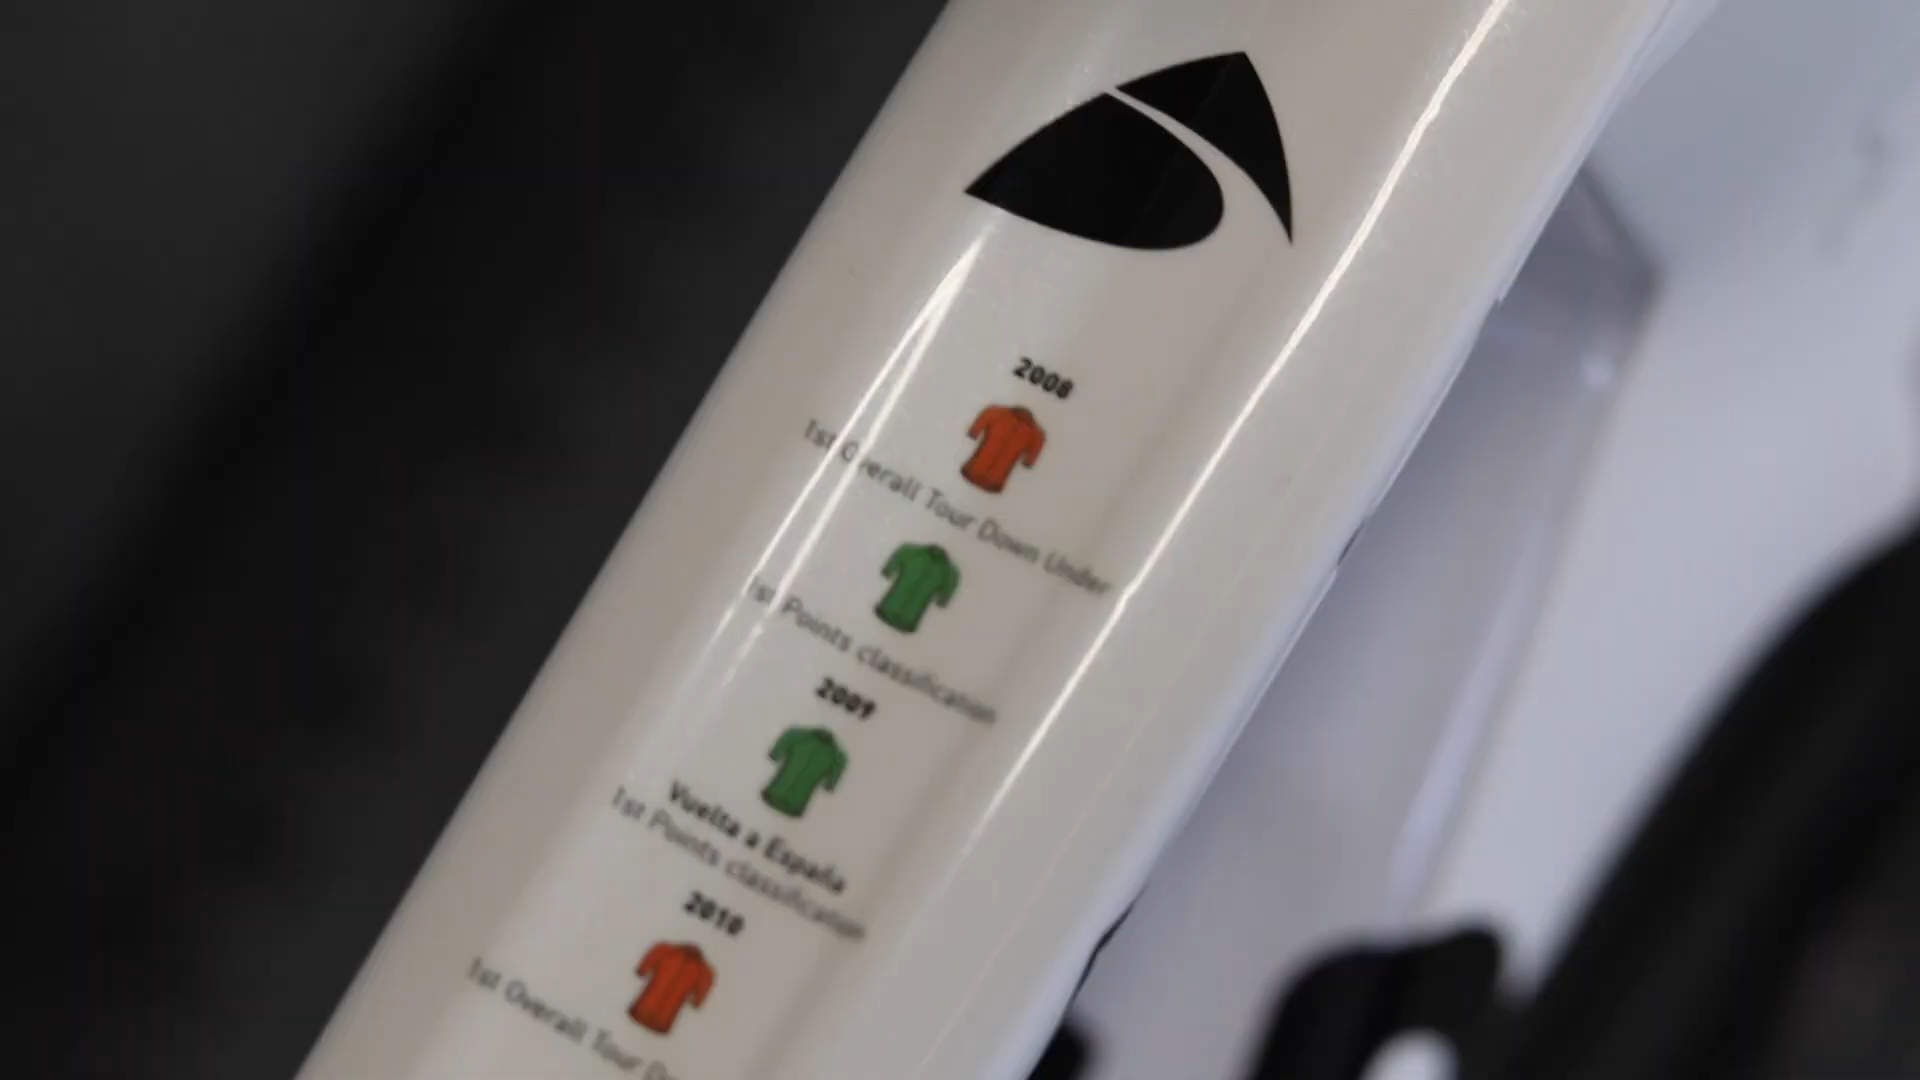 2008
1st Overall Tour Down Under
1st Points classification
2009
Vuelta a España
1st Points classification
2010
1st Overall Tour